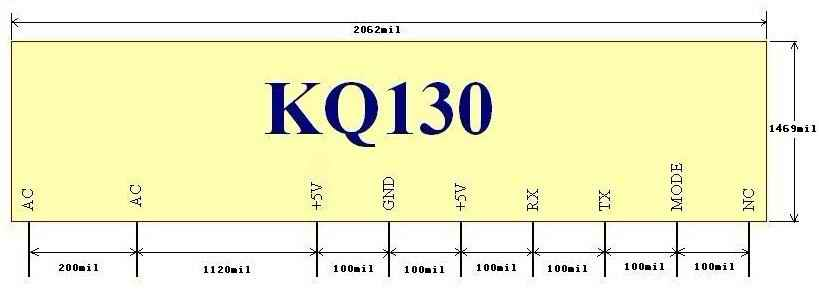 2062mil
KQ130
1469mil
AC
AC
+5V
GND
+5V
RX
TX
MODE
NC
200mil
1120mil
100mil
100mil
100mil
100mil
100mil
100mil